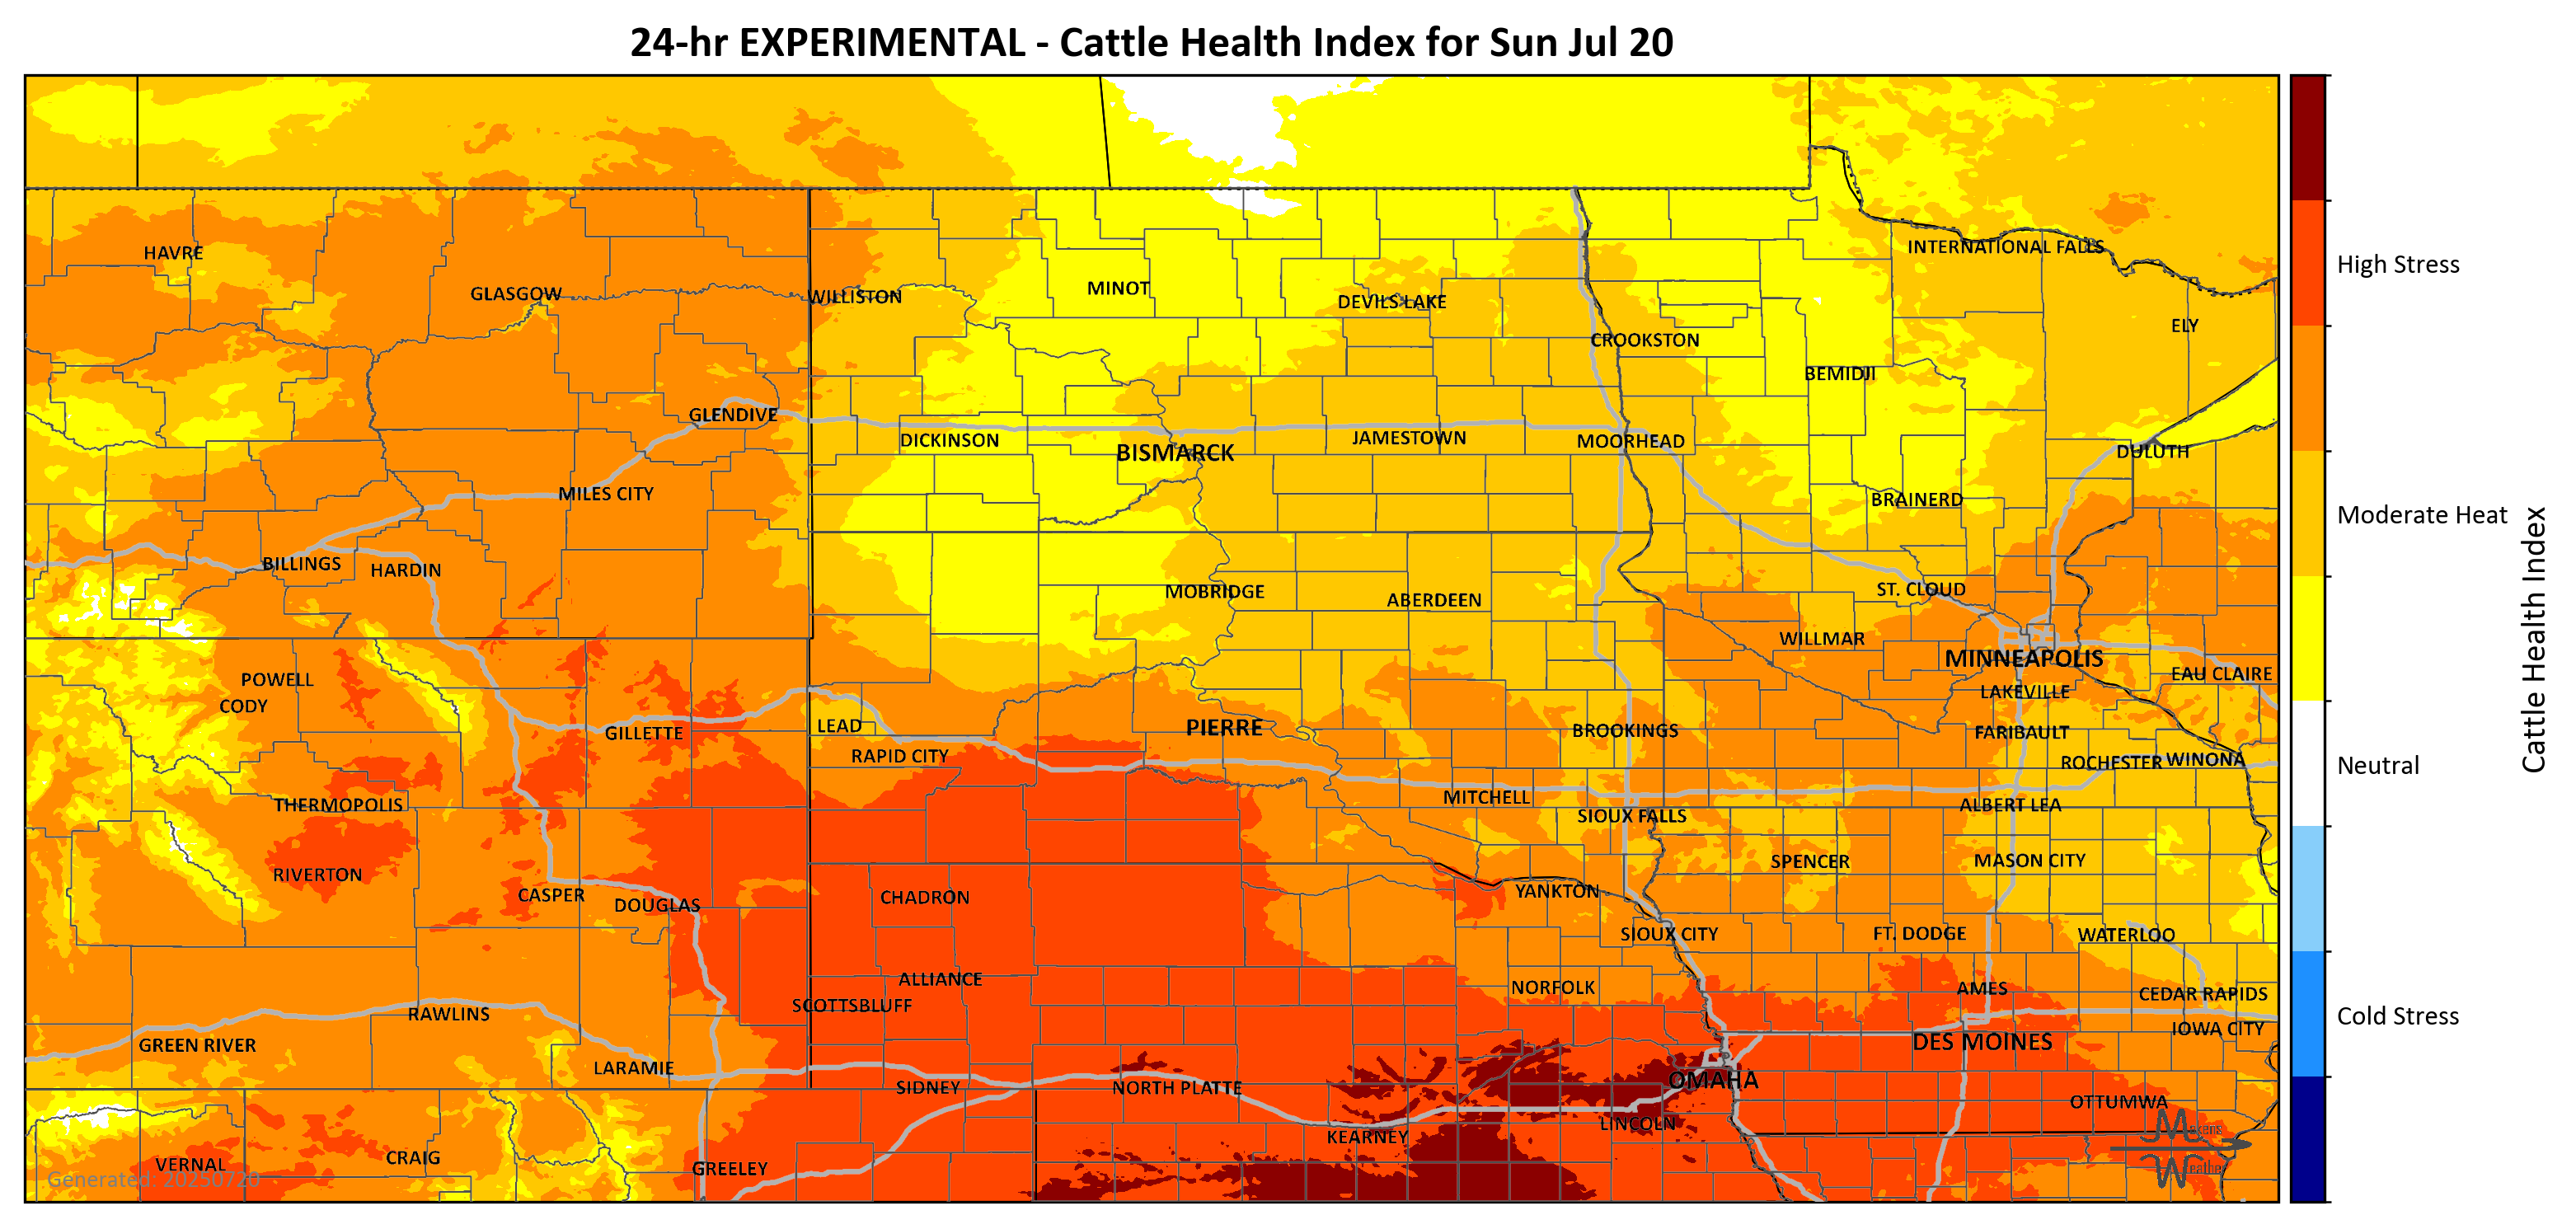 24-hr EXPERIMENTAL - Cattle Health Index for Sun Jul 20
HAVRE
INTERNATIONAL FALLS
GLASGOW
WILLISTON
MINOT
DEVILS LAKE
High Stress
CROOKSTON
ELY
BEMIDJI
GLENDIVE
DICKINSON
BISMARCK
JAMESTOWN
MOORHEAD
DULUTH
MILES CITY
BRAINERD
Moderate Heat
BILLINGS
HARDIN
MOBRIDGE
ABERDEEN
ST. CLOUD
WILLMAR
MINNEAPOLIS
EAU CLAIRE
Cattle Health Index
POWELL
CODY
LAKEVILLE
GILLETTE
LEAD
PIERRE
BROOKINGS
FARIBAULT
RAPID CITY
ROCHESTER
WINONA
Neutral
THERMOPOLIS
MITCHELL
SIOUX FALLS
ALBERT LEA
RIVERTON
SPENCER
MASON CITY
CASPER
DOUGLAS
CHADRON
YANKTON
SIOUX CITY
FT. DODGE
WATERLOO
ALLIANCE
NORFOLK
AMES
CEDAR RAPIDS
SCOTTSBLUFF
RAWLINS
Cold Stress
GREEN RIVER
DES MOINES
IOWA CITY
LARAMIE
SIDNEY
NORTH PLATTE
OMAHA
OTTUMWA
KEARNEY
LINCOLN
Makens
Weather
VERNAL
CRAIG
GREELEY
Generated: 20250720